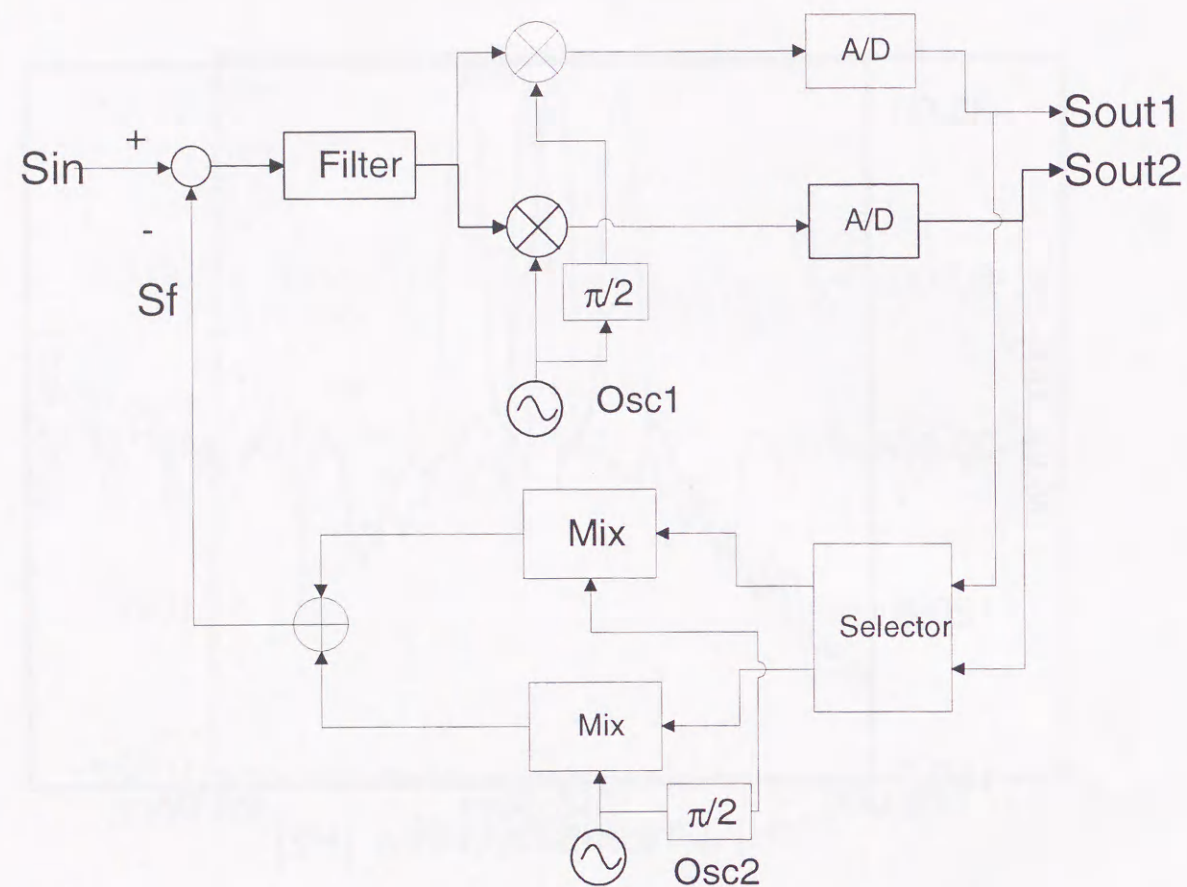 A/D
Sout1
+
Sin
Filter
Sout2
A/D
-
Sf
π/2
Osc1
Mix
Selector
Mix
π/2
Osc2